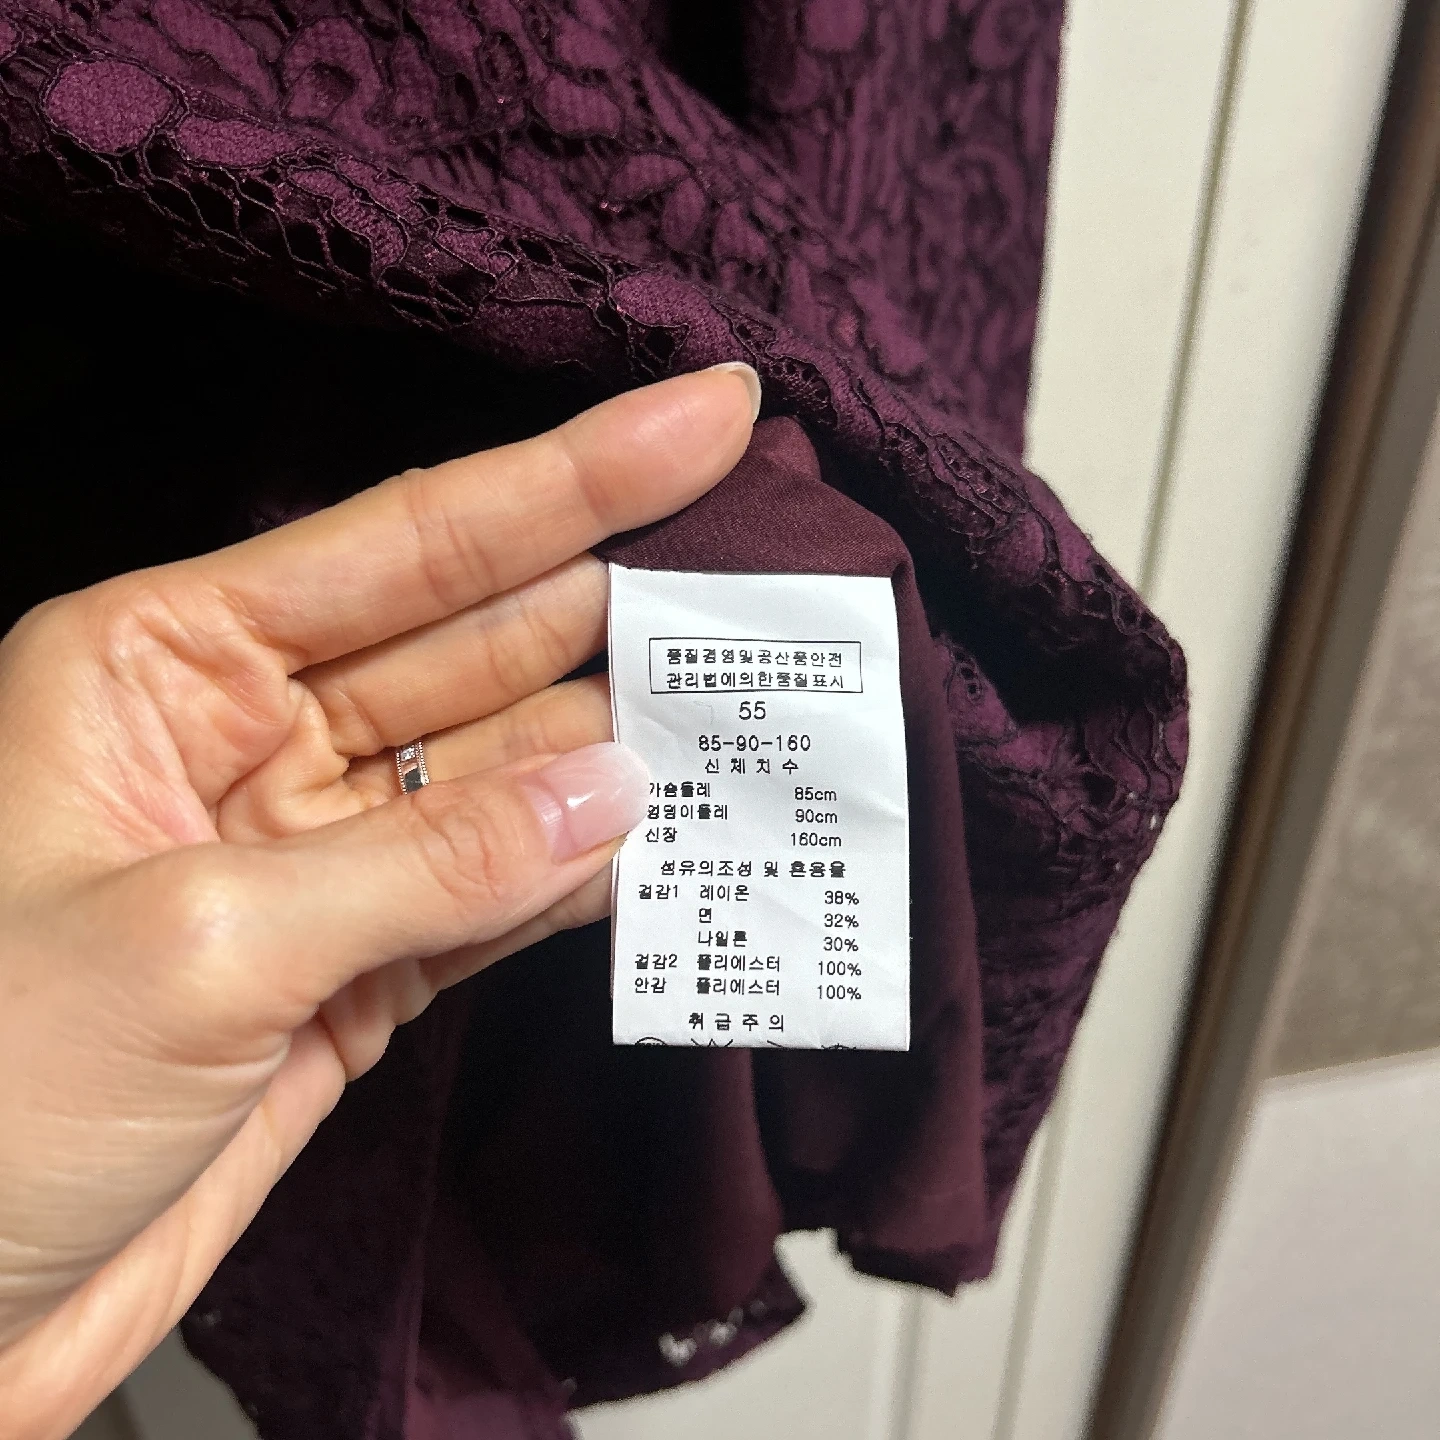 품질경영및공산품안전
관리법에의한품질표시
55
85-90-160
신체치수
가슴둘레 85cm
엉덩이둘레 90cm
신장 160cm
섬유의조성 및 혼용율
겉감1 레이온 38%
면 32%
나일론 30%
겉감2 폴리에스터 100%
안감 폴리에스터 100%
취급주의